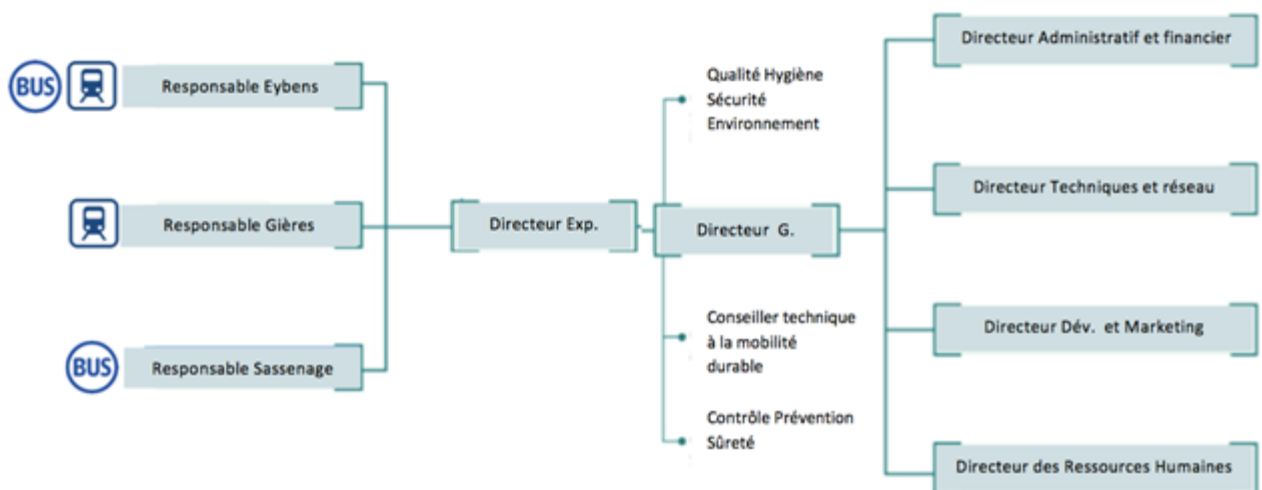 BUS
Responsable Eybens
Responsable Gières
BUS
Responsable Sassenage
Directeur Exp.
Directeur G.
Qualité Hygiène
Sécurité
Environnement
Conseiller technique
à la mobilité
durable
Contrôle Prévention
Sûreté
Directeur Administratif et financier
Directeur Techniques et réseau
Directeur Dév. et Marketing
Directeur des Ressources Humaines